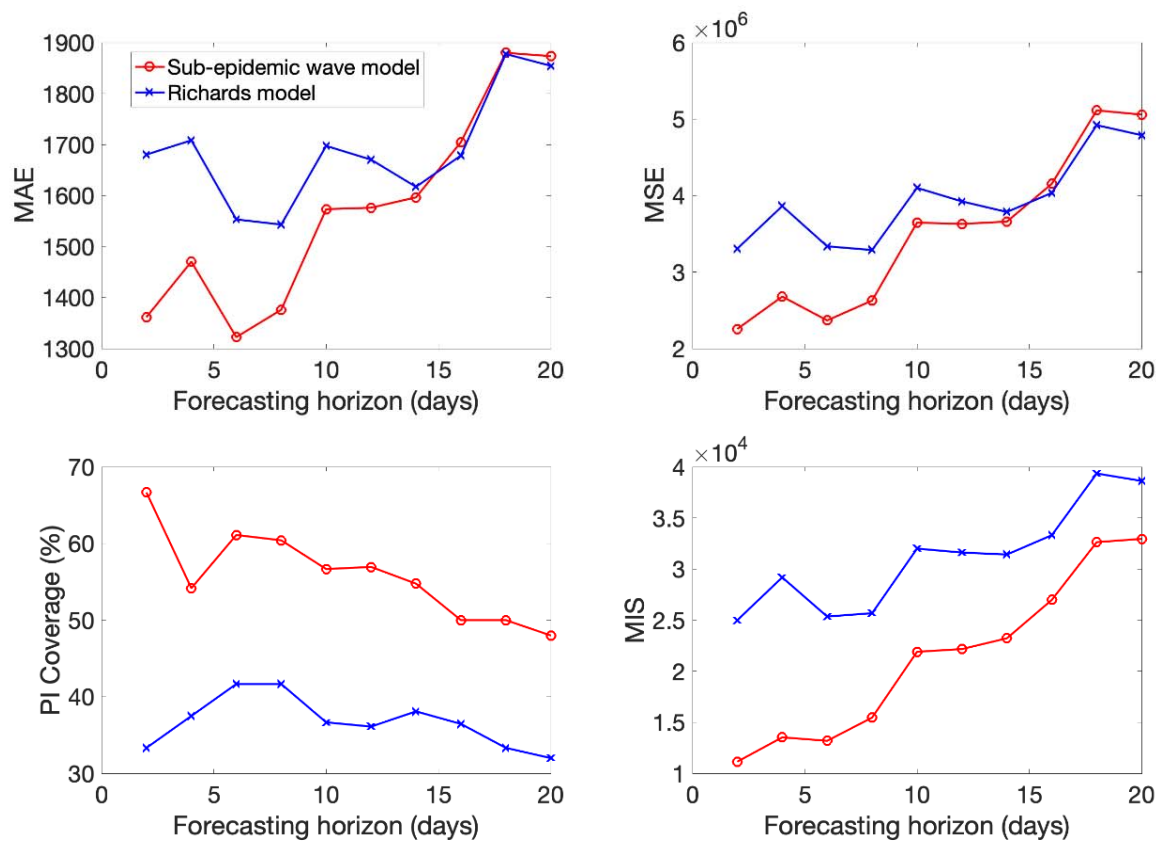 1900
1800
1700
1600
1500
1400
1300
MAE
Sub-epidemic wave model
Richards model
0 5 10 15 20
Forecasting horizon (days)
×10^6
6
5
4
3
2
MSE
0 5 10 15 20
Forecasting horizon (days)
70
60
50
40
30
PI Coverage (%)
0 5 10 15 20
Forecasting horizon (days)
×10^4
4
3.5
3
2.5
2
1.5
1
MIS
0 5 10 15 20
Forecasting horizon (days)